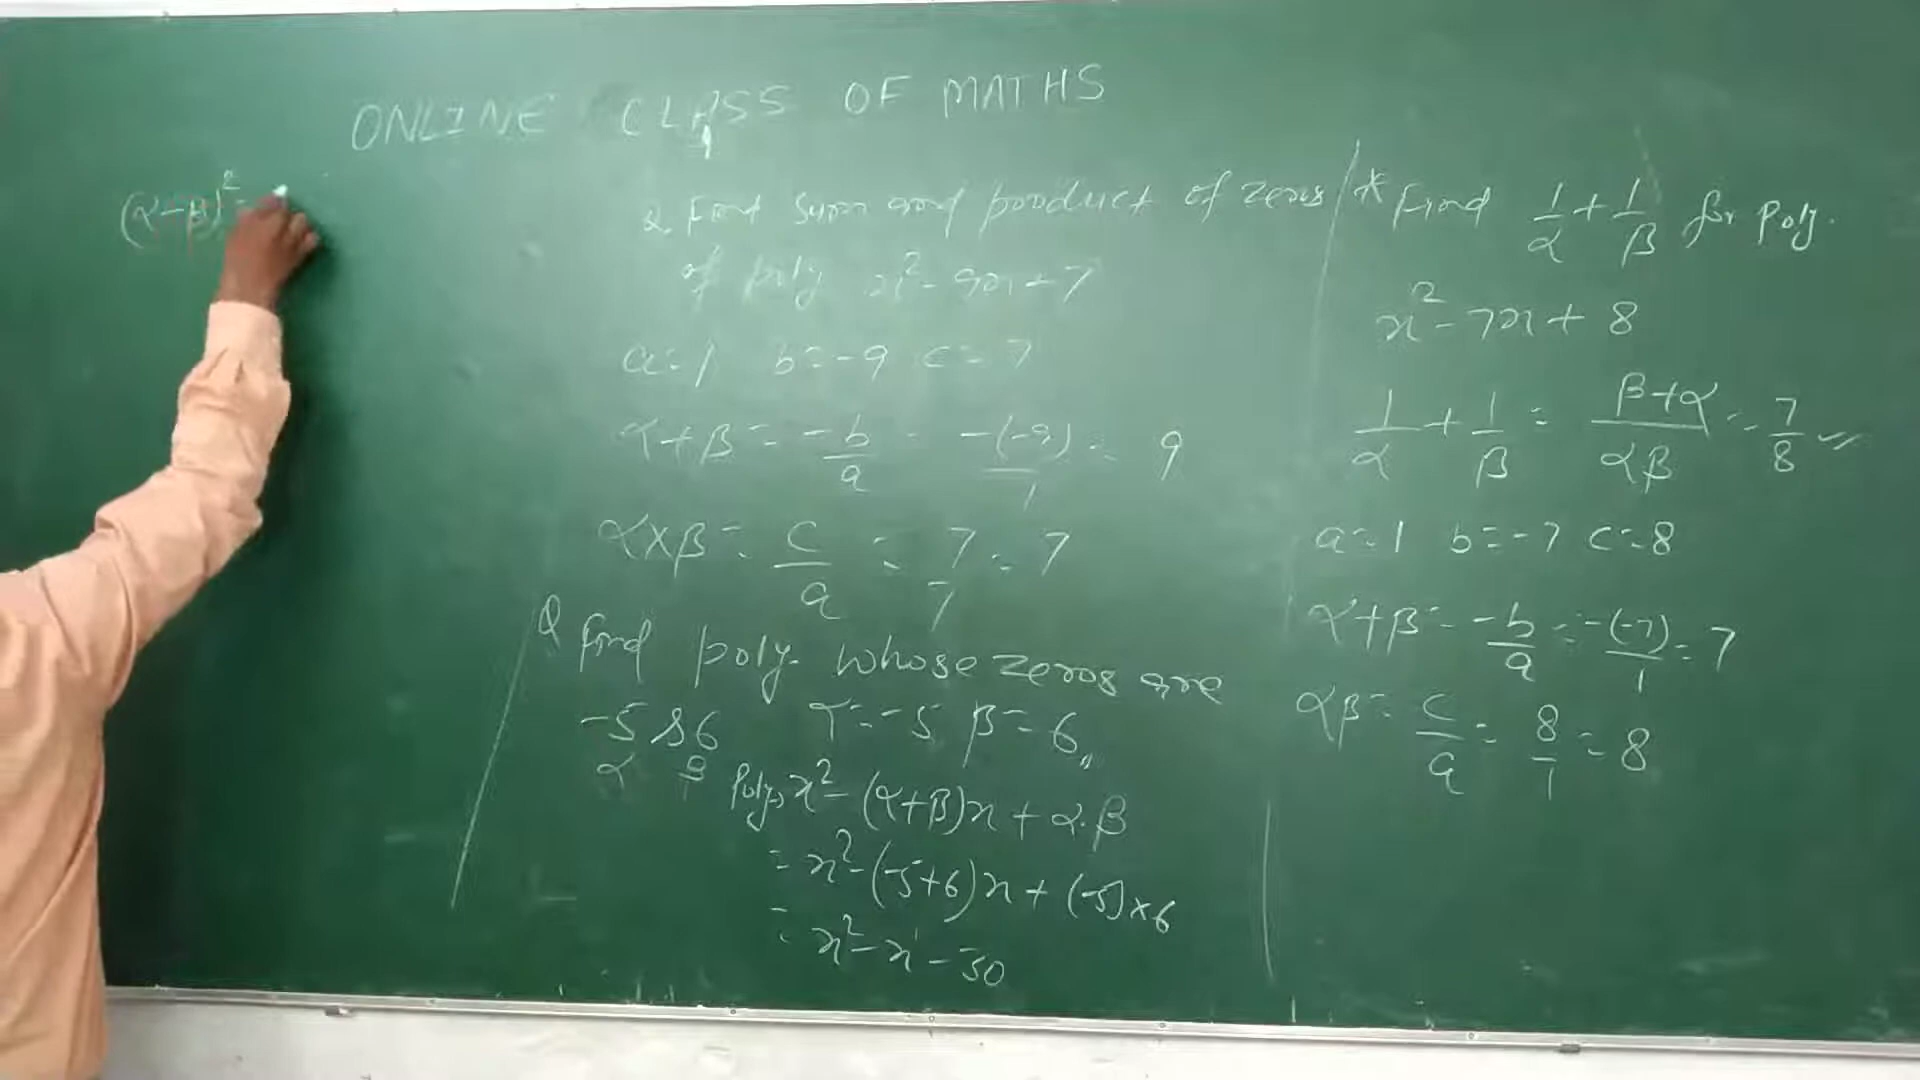 ONLINE CLASS OF MATHS
(α-β)² =
Q. Find sum and product of zeros
of poly x² - 9x + 7
a=1 b=-9 c=7
α+β = -b/a = -(-9)/1 = 9
α×β = c/a = 7/7 = 7
Q Find poly. whose zeros are
-5 & 6 α=-5 β=6,,
α β
Poly, x² - (α+β)x + α.β
= x² - (-5+6)x + (-5)×6
= x² - x - 30
* Find 1/α + 1/β for poly.
x² - 7x + 8
1/α + 1/β = β+α/αβ = 7/8 ✓
a=1 b=-7 c=8
α+β = -b/a = -(-7)/1 = 7
αβ = c/a = 8/1 = 8